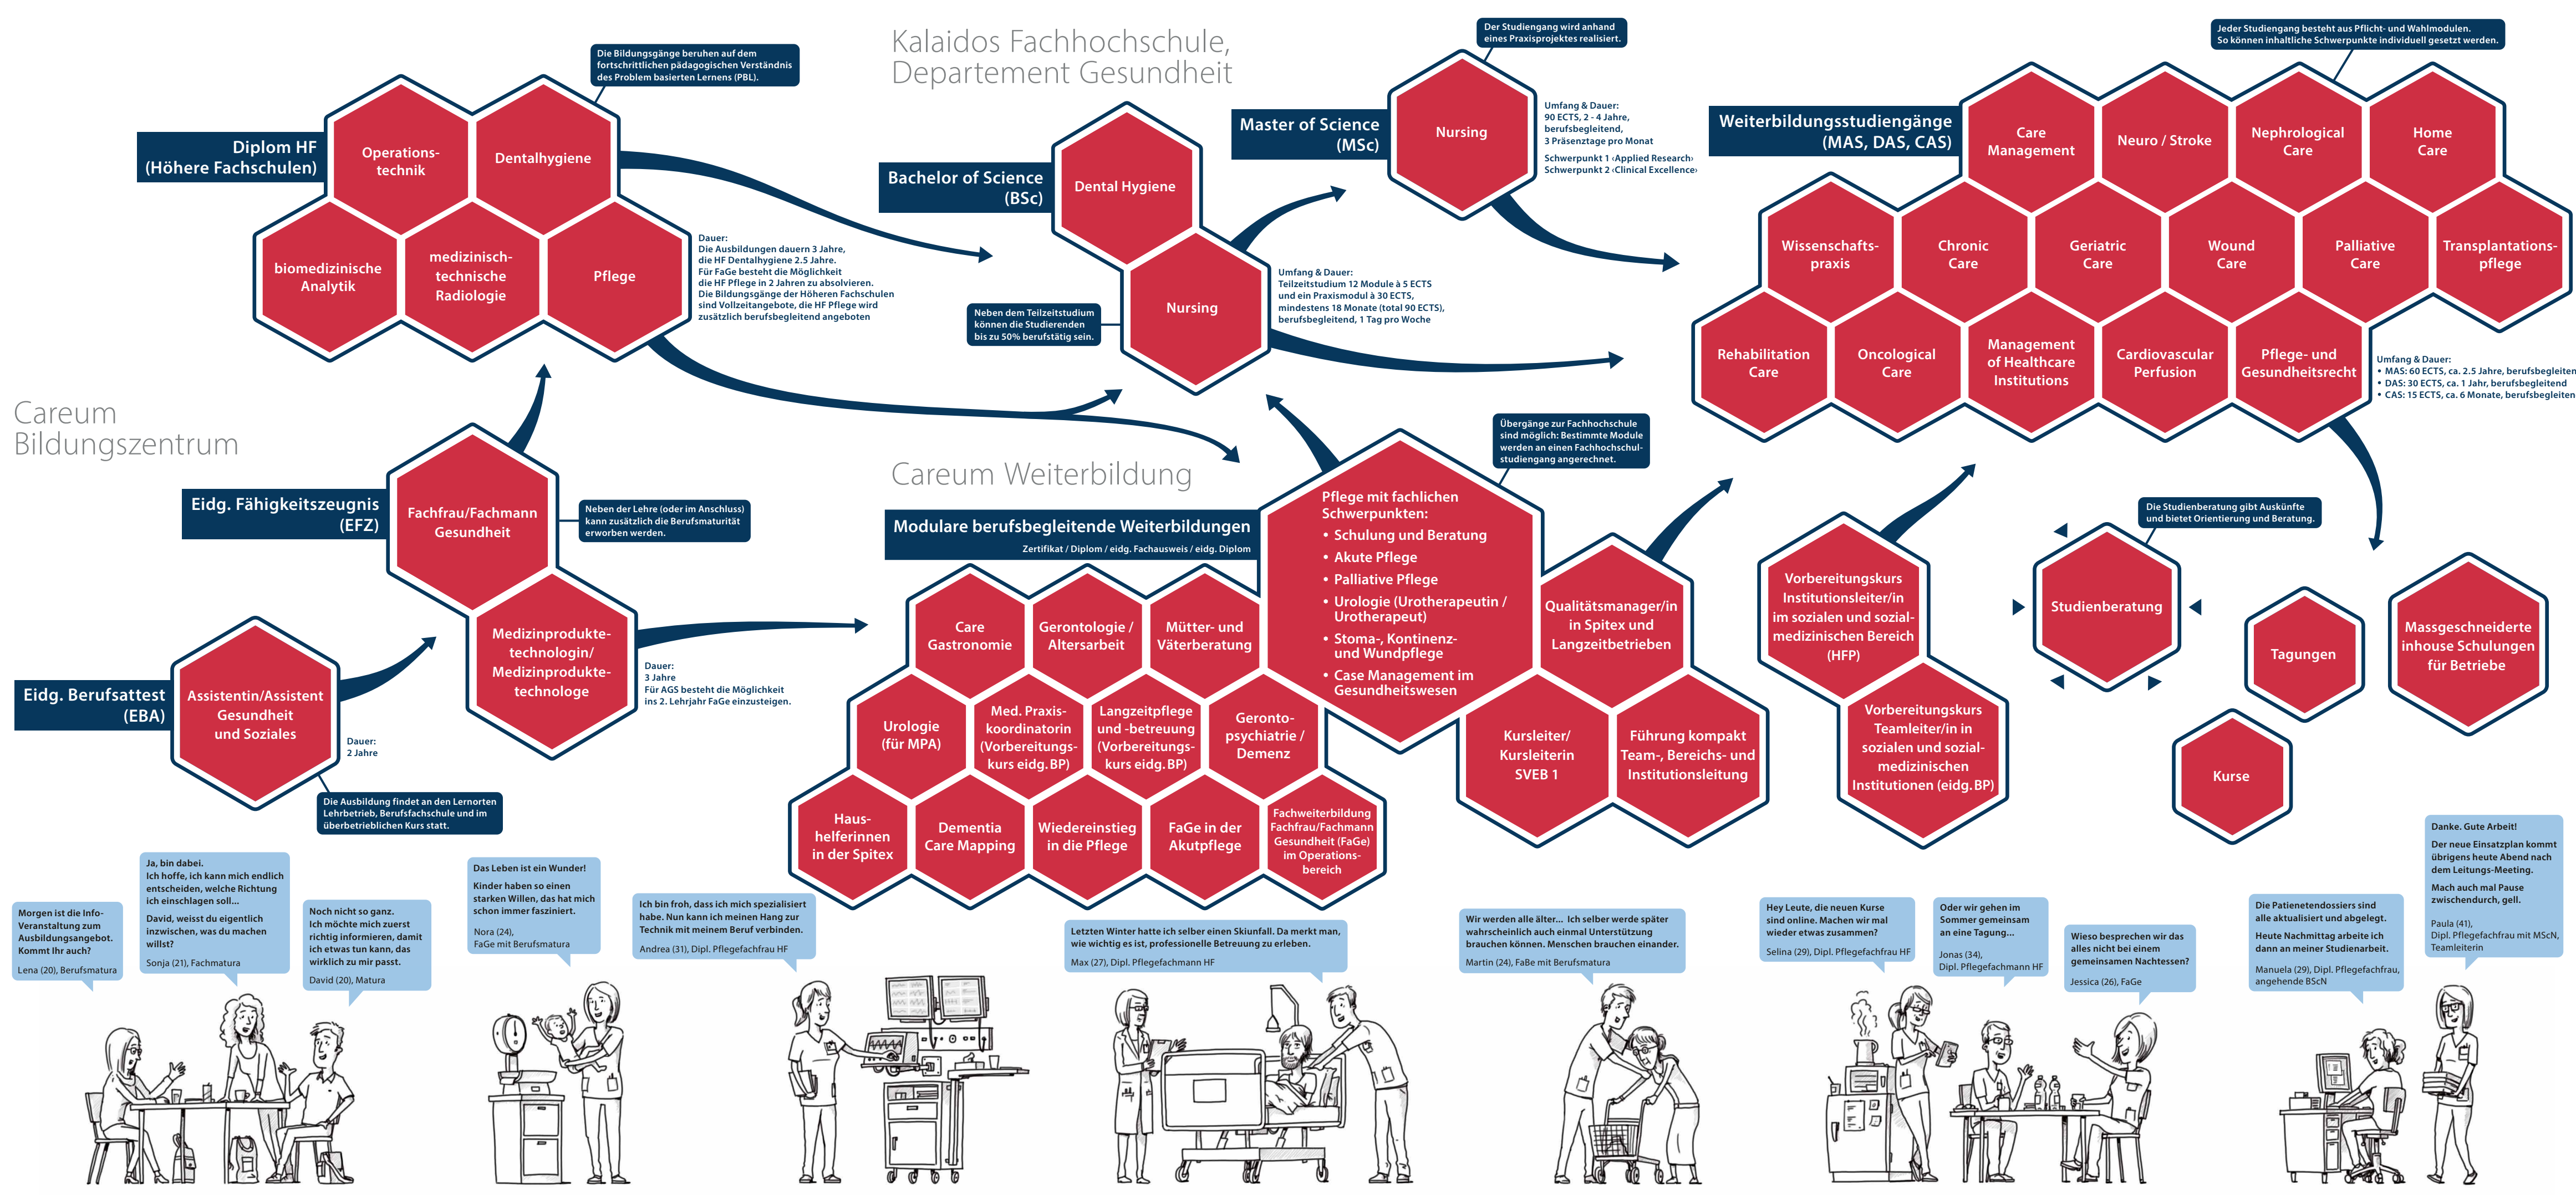 Careum
Bildungszentrum
Diplom HF
(Höhere Fachschulen)
Die Bildungsgänge beruhen auf dem
fortschrittlichen pädagogischen Verständnis
des Problem basierten Lernens (PBL).
Operations-
technik
Dentalhygiene
biomedizinische
Analytik
medizinisch-
technische
Radiologie
Pflege
Dauer:
Die Ausbildungen dauern 3 Jahre,
die HF Dentalhygiene 2.5 Jahre.
Für FaGe besteht die Möglichkeit
die HF Pflege in 2 Jahren zu absolvieren.
Die Bildungsgänge der Höheren Fachschulen
sind Vollzeitangebote, die HF Pflege wird
zusätzlich berufsbegleitend angeboten
Eidg. Fähigkeitszeugnis
(EFZ)
Fachfrau/Fachmann
Gesundheit
Neben der Lehre (oder im Anschluss)
kann zusätzlich die Berufsmaturität
erworben werden.
Medizinprodukte-
technologin/
Medizinprodukte-
technologe
Dauer:
3 Jahre
Für AGS besteht die Möglichkeit
ins 2. Lehrjahr FaGe einzusteigen.
Eidg. Berufsattest
(EBA)
Assistentin/Assistent
Gesundheit
und Soziales
Dauer:
2 Jahre
Die Ausbildung findet an den Lernorten
Lehrbetrieb, Berufsfachschule und im
überbetrieblichen Kurs statt.
Kalaidos Fachhochschule,
Departement Gesundheit
Bachelor of Science
(BSc)
Dental Hygiene
Nursing
Neben dem Teilzeitstudium
können die Studierenden
bis zu 50% berufstätig sein.
Umfang & Dauer:
Teilzeitstudium 12 Module à 5 ECTS
und ein Praxismodul à 30 ECTS,
mindestens 18 Monate (total 90 ECTS),
berufsbegleitend, 1 Tag pro Woche
Master of Science
(MSc)
Der Studiengang wird anhand
eines Praxisprojektes realisiert.
Nursing
Umfang & Dauer:
90 ECTS, 2 - 4 Jahre,
berufsbegleitend,
3 Präsenztage pro Monat
Schwerpunkt 1 ‹Applied Research›
Schwerpunkt 2 ‹Clinical Excellence›
Weiterbildungsstudiengänge
(MAS, DAS, CAS)
Jeder Studiengang besteht aus Pflicht- und Wahlmodulen.
So können inhaltliche Schwerpunkte individuell gesetzt werden.
Care
Management
Neuro / Stroke
Nephrological
Care
Home
Care
Wissenschafts-
praxis
Chronic
Care
Geriatric
Care
Wound
Care
Palliative
Care
Transplantations-
pflege
Rehabilitation
Care
Oncological
Care
Management
of Healthcare
Institutions
Cardiovascular
Perfusion
Pflege- und
Gesundheitsrecht
Umfang & Dauer:
• MAS: 60 ECTS, ca. 2.5 Jahre, berufsbegleiten
• DAS: 30 ECTS, ca. 1 Jahr, berufsbegleitend
• CAS: 15 ECTS, ca. 6 Monate, berufsbegleiten
Careum Weiterbildung
Modulare berufsbegleitende Weiterbildungen
Zertifikat / Diplom / eidg. Fachausweis / eidg. Diplom
Übergänge zur Fachhochschule
sind möglich: Bestimmte Module
werden an einen Fachhochschul-
studiengang angerechnet.
Pflege mit fachlichen
Schwerpunkten:
• Schulung und Beratung
• Akute Pflege
• Palliative Pflege
• Urologie (Urotherapeutin /
Urotherapeut)
• Stoma-, Kontinenz-
und Wundpflege
• Case Management im
Gesundheitswesen
Care
Gastronomie
Gerontologie /
Altersarbeit
Mütter- und
Väterberatung
Urologie
(für MPA)
Med. Praxis-
koordinatorin
(Vorbereitungs-
kurs eidg. BP)
Langzeitpflege
und -betreuung
(Vorbereitungs-
kurs eidg. BP)
Geronto-
psychiatrie /
Demenz
Haus-
helferinnen
in der Spitex
Dementia
Care Mapping
Wiedereinstieg
in die Pflege
FaGe in der
Akutpflege
Fachweiterbildung
Fachfrau/Fachmann
Gesundheit (FaGe)
im Operations-
bereich
Qualitätsmanager/in
in Spitex und
Langzeitbetrieben
Kursleiter/
Kursleiterin
SVEB 1
Führung kompakt
Team-, Bereichs- und
Institutionsleitung
Vorbereitungskurs
Institutionsleiter/in
im sozialen und sozial-
medizinischen Bereich
(HFP)
Vorbereitungskurs
Teamleiter/in in
sozialen und sozial-
medizinischen
Institutionen (eidg. BP)
Die Studienberatung gibt Auskünfte
und bietet Orientierung und Beratung.
Studienberatung
Tagungen
Massgeschneiderte
inhouse Schulungen
für Betriebe
Kurse
Morgen ist die Info-
Veranstaltung zum
Ausbildungsangebot.
Kommt Ihr auch?
Lena (20), Berufsmatura
Ja, bin dabei.
Ich hoffe, ich kann mich endlich
entscheiden, welche Richtung
ich einschlagen soll...
David, weisst du eigentlich
inzwischen, was du machen
willst?
Sonja (21), Fachmatura
Noch nicht so ganz.
Ich möchte mich zuerst
richtig informieren, damit
ich etwas tun kann, das
wirklich zu mir passt.
David (20), Matura
Das Leben ist ein Wunder!
Kinder haben so einen
starken Willen, das hat mich
schon immer fasziniert.
Nora (24),
FaGe mit Berufsmatura
Ich bin froh, dass ich mich spezialisiert
habe. Nun kann ich meinen Hang zur
Technik mit meinem Beruf verbinden.
Andrea (31), Dipl. Pflegefachfrau HF
Letzten Winter hatte ich selber einen Skiunfall. Da merkt man,
wie wichtig es ist, professionelle Betreuung zu erleben.
Max (27), Dipl. Pflegefachmann HF
Wir werden alle älter... Ich selber werde später
wahrscheinlich auch einmal Unterstützung
brauchen können. Menschen brauchen einander.
Martin (24), FaBe mit Berufsmatura
Hey Leute, die neuen Kurse
sind online. Machen wir mal
wieder etwas zusammen?
Selina (29), Dipl. Pflegefachfrau HF
Oder wir gehen im
Sommer gemeinsam
an eine Tagung...
Jonas (34),
Dipl. Pflegefachmann HF
Wieso besprechen wir das
alles nicht bei einem
gemeinsamen Nachtessen?
Jessica (26), FaGe
Die Patienetendossiers sind
alle aktualisiert und abgelegt.
Heute Nachmittag arbeite ich
dann an meiner Studienarbeit.
Manuela (29), Dipl. Pflegefachfrau,
angehende BScN
Danke. Gute Arbeit!
Der neue Einsatzplan kommt
übrigens heute Abend nach
dem Leitungs-Meeting.
Mach auch mal Pause
zwischendurch, gell.
Paula (41),
Dipl. Pflegefachfrau mit MScN,
Teamleiterin